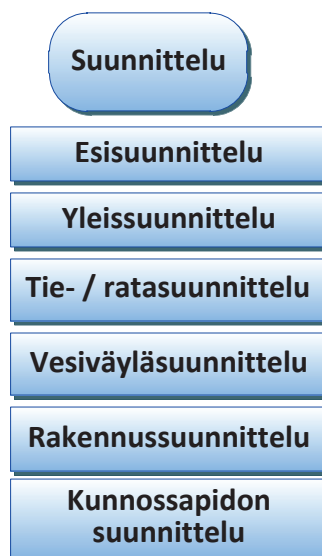 Suunnittelu
Esisuunnittelu
Yleissuunnittelu
Tie- / ratasuunnittelu
Vesiväyläsuunnittelu
Rakennussuunnittelu
Kunnossapidon
suunnittelu